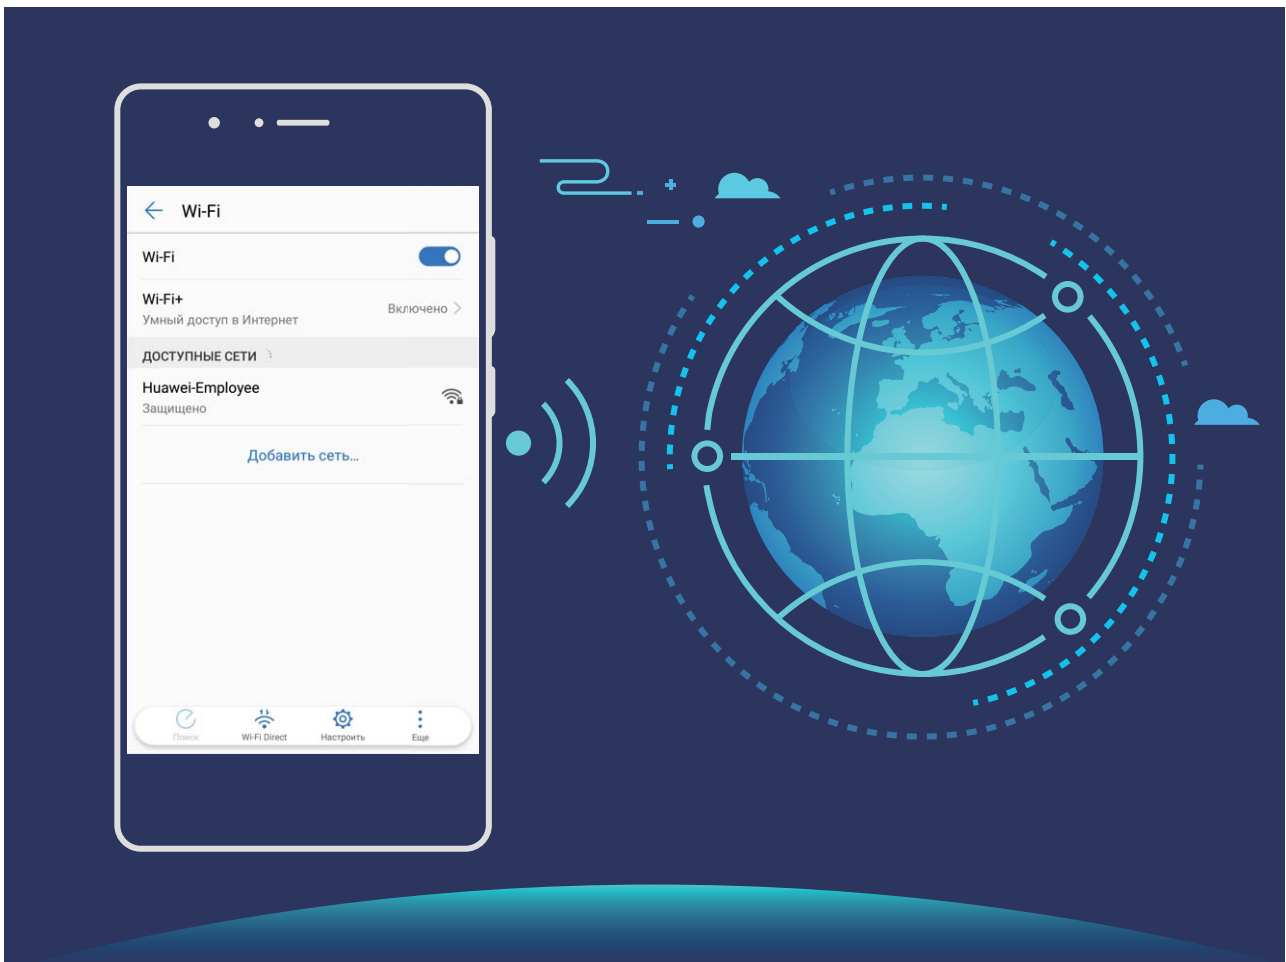 Wi-Fi
Wi-Fi
Wi-Fi+
Умный доступ в Интернет
Включено
ДОСТУПНЫЕ СЕТИ
Huawei-Employee
Защищено
Добавить сеть...
Поиск
Wi-Fi Direct
Настроить
Еще